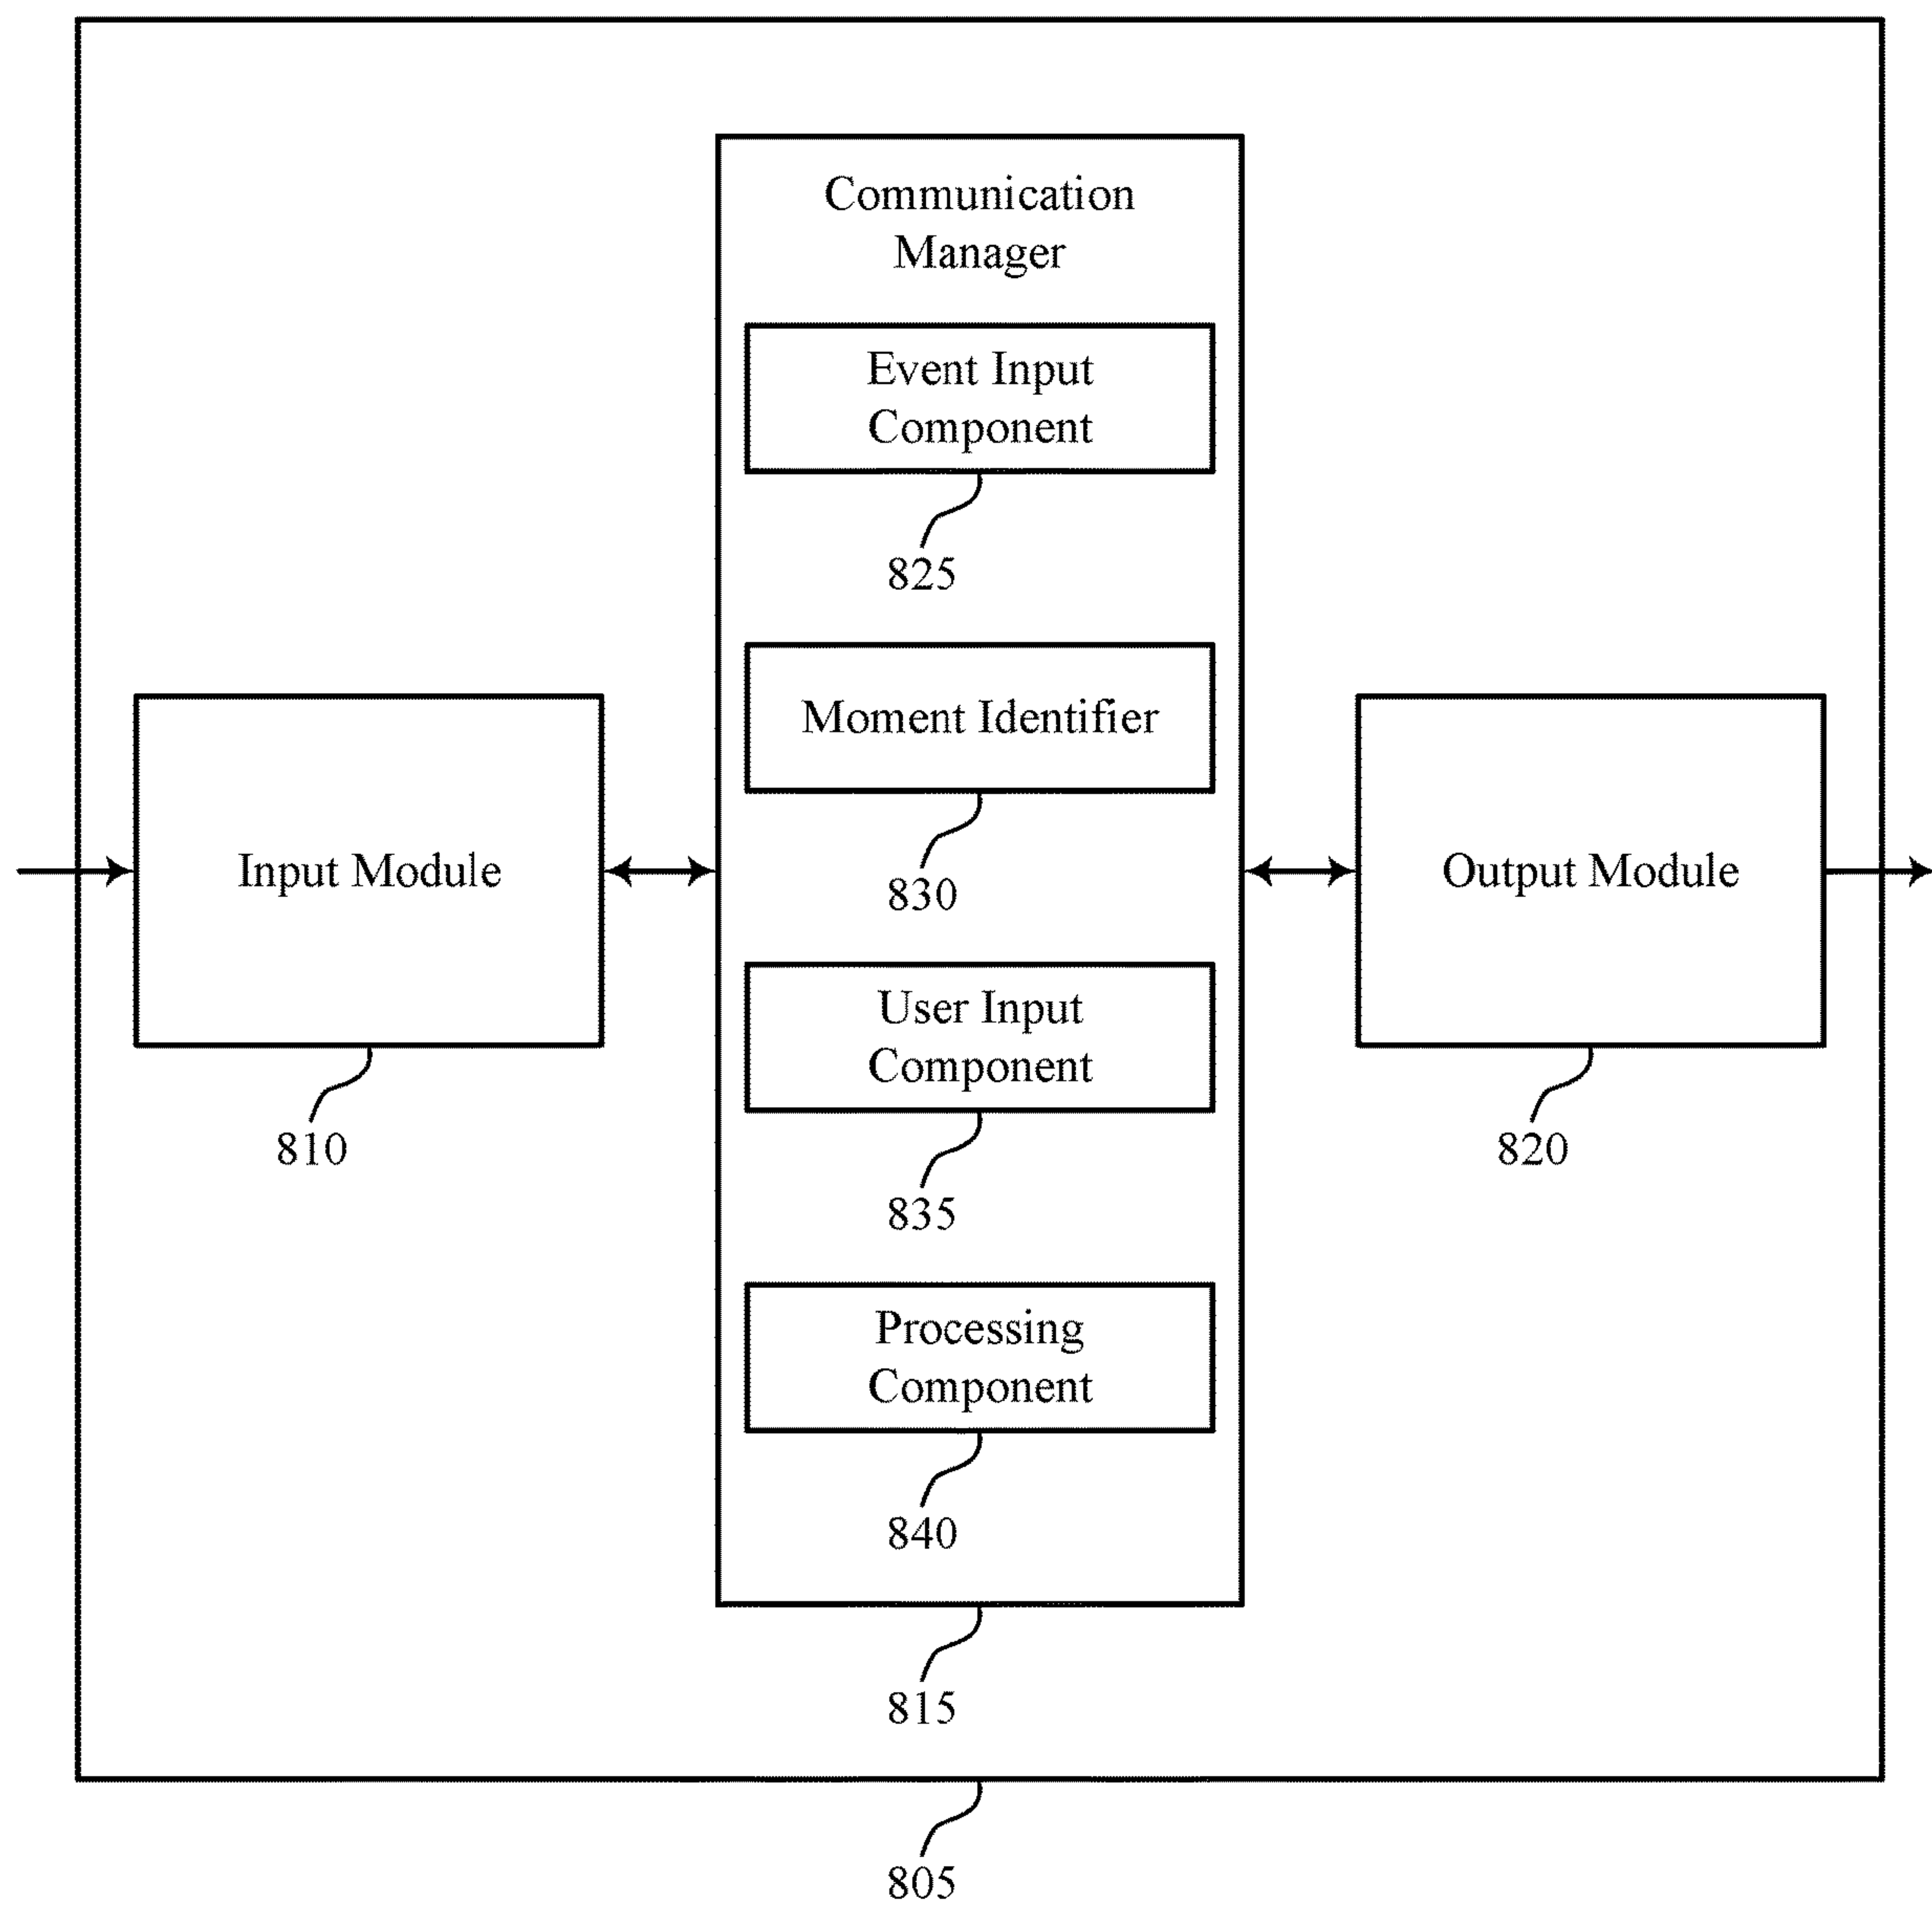 Communication
Manager
Event Input
Component
825
Moment Identifier
830
Input Module
810
User Input
Component
835
Output Module
820
Processing
Component
840
815
805